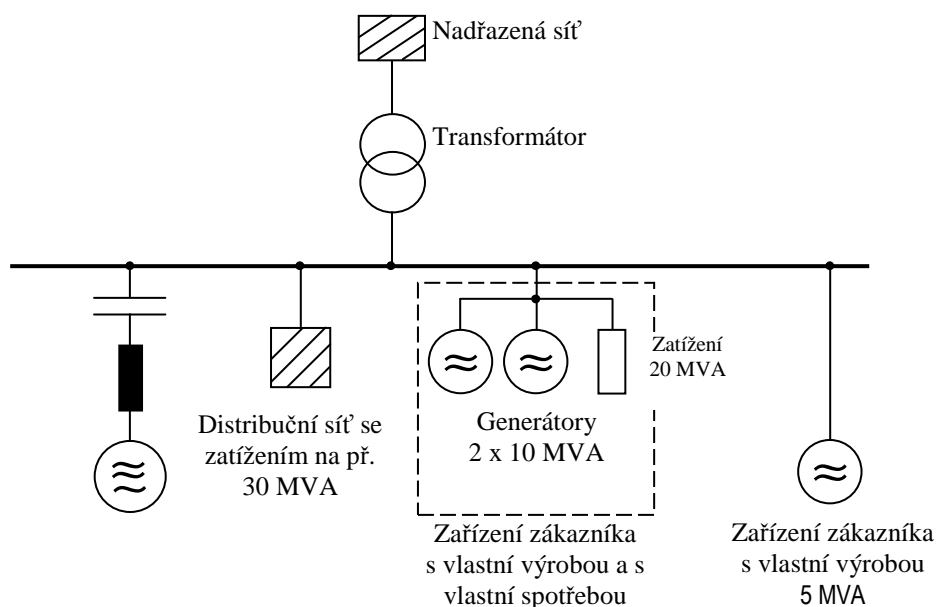 Nadřazená síť
Transformátor
Zatížení
20 MVA
Distribuční síť se
zatížením na př.
30 MVA
Generátory
2 x 10 MVA
Zařízení zákazníka
s vlastní výrobou a s
vlastní spotřebou
Zařízení zákazníka
s vlastní výrobou
5 MVA